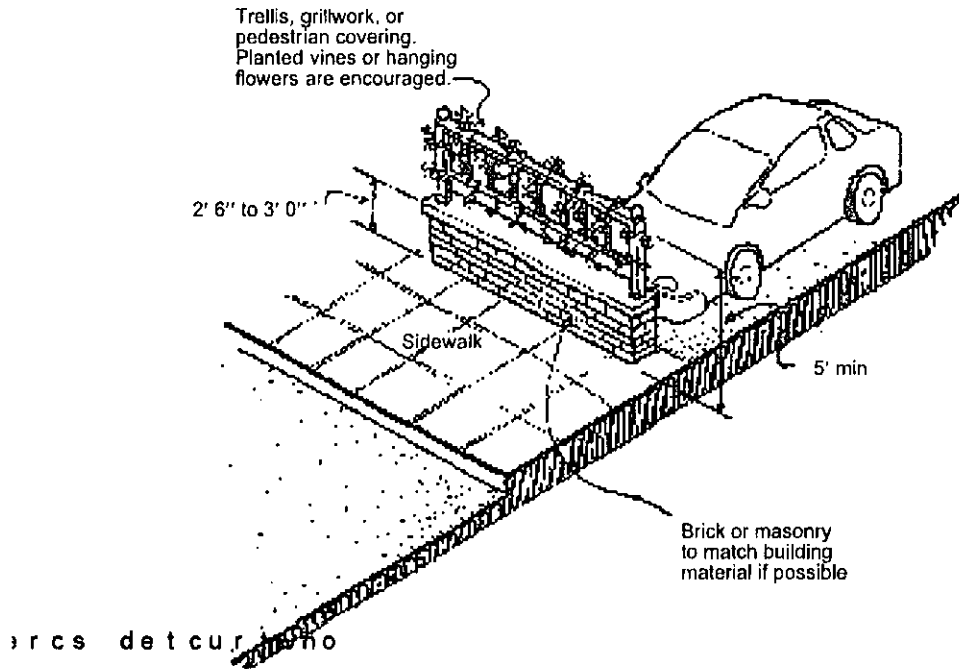 Trellis, grillwork, or
pedestrian covering.
Planted vines or hanging
flowers are encouraged.
2' 6" to 3' 0"
Sidewalk
5' min
Brick or masonry
to match building
material if possible